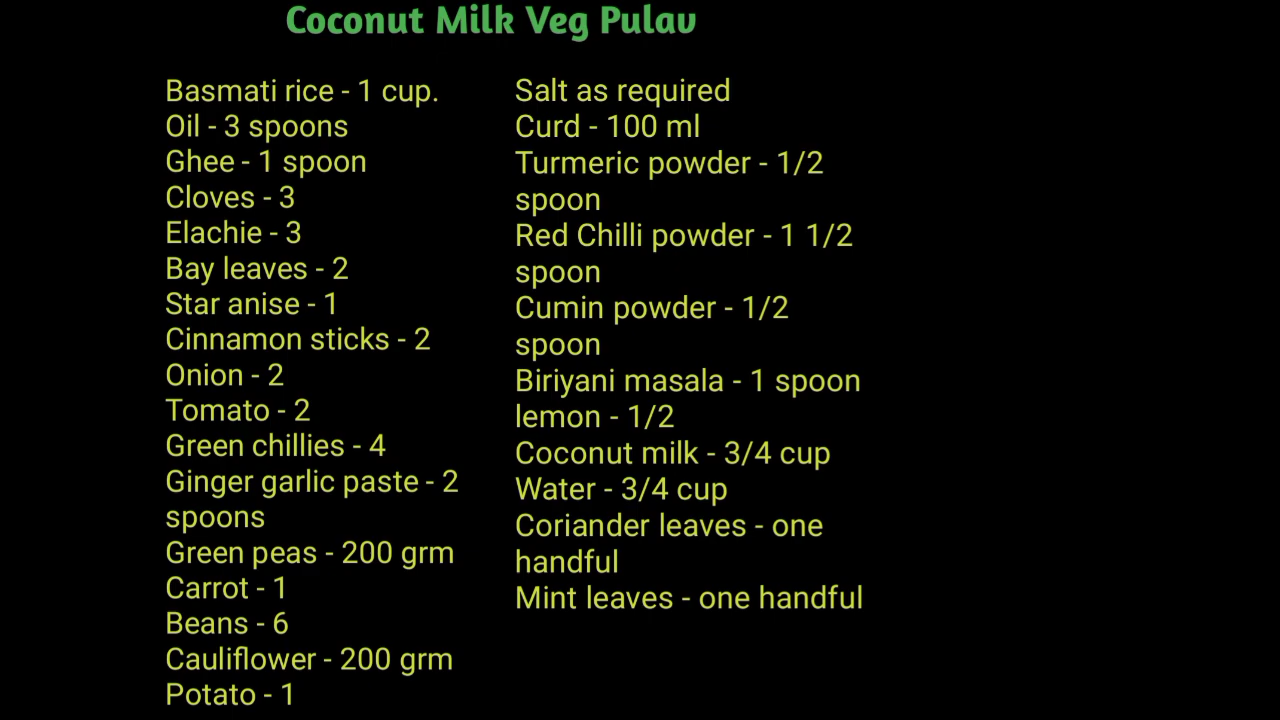 Coconut Milk Veg Pulav
Basmati rice - 1 cup.
Oil - 3 spoons
Ghee - 1 spoon
Cloves - 3
Elachie - 3
Bay leaves - 2
Star anise - 1
Cinnamon sticks - 2
Onion - 2
Tomato - 2
Green chillies - 4
Ginger garlic paste - 2
spoons
Green peas - 200 grm
Carrot - 1
Beans - 6
Cauliflower - 200 grm
Potato - 1
Salt as required
Curd - 100 ml
Turmeric powder - 1/2
spoon
Red Chilli powder - 1 1/2
spoon
Cumin powder - 1/2
spoon
Biriyani masala - 1 spoon
lemon - 1/2
Coconut milk - 3/4 cup
Water - 3/4 cup
Coriander leaves - one
handful
Mint leaves - one handful